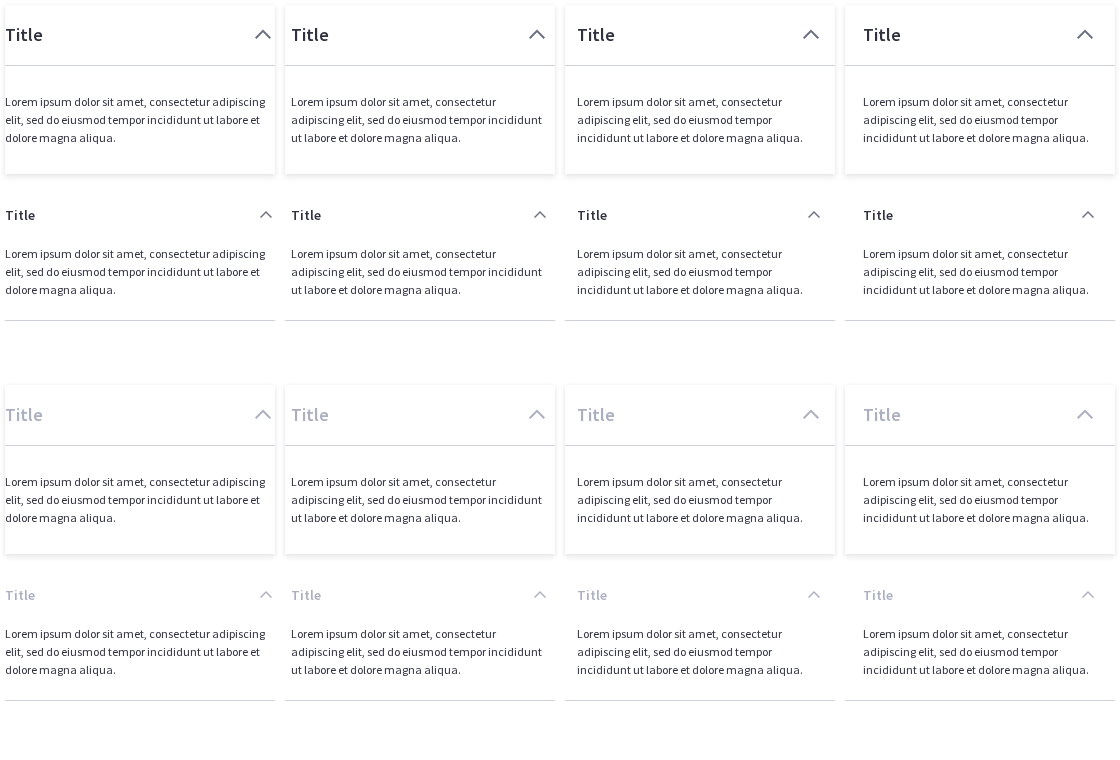 Title
Lorem ipsum dolor sit amet, consectetur adipiscing
elit, sed do eiusmod tempor incididunt ut labore et
dolore magna aliqua.
Title
Lorem ipsum dolor sit amet, consectetur
adipiscing elit, sed do eiusmod tempor incididunt
ut labore et dolore magna aliqua.
Title
Lorem ipsum dolor sit amet, consectetur
adipiscing elit, sed do eiusmod tempor
incididunt ut labore et dolore magna aliqua.
Title
Lorem ipsum dolor sit amet, consectetur
adipiscing elit, sed do eiusmod tempor
incididunt ut labore et dolore magna aliqua.
Title
Lorem ipsum dolor sit amet, consectetur adipiscing
elit, sed do eiusmod tempor incididunt ut labore et
dolore magna aliqua.
Title
Lorem ipsum dolor sit amet, consectetur
adipiscing elit, sed do eiusmod tempor incididunt
ut labore et dolore magna aliqua.
Title
Lorem ipsum dolor sit amet, consectetur
adipiscing elit, sed do eiusmod tempor
incididunt ut labore et dolore magna aliqua.
Title
Lorem ipsum dolor sit amet, consectetur
adipiscing elit, sed do eiusmod tempor
incididunt ut labore et dolore magna aliqua.
Title
Lorem ipsum dolor sit amet, consectetur adipiscing
elit, sed do eiusmod tempor incididunt ut labore et
dolore magna aliqua.
Title
Lorem ipsum dolor sit amet, consectetur
adipiscing elit, sed do eiusmod tempor incididunt
ut labore et dolore magna aliqua.
Title
Lorem ipsum dolor sit amet, consectetur
adipiscing elit, sed do eiusmod tempor
incididunt ut labore et dolore magna aliqua.
Title
Lorem ipsum dolor sit amet, consectetur
adipiscing elit, sed do eiusmod tempor
incididunt ut labore et dolore magna aliqua.
Title
Lorem ipsum dolor sit amet, consectetur adipiscing
elit, sed do eiusmod tempor incididunt ut labore et
dolore magna aliqua.
Title
Lorem ipsum dolor sit amet, consectetur
adipiscing elit, sed do eiusmod tempor incididunt
ut labore et dolore magna aliqua.
Title
Lorem ipsum dolor sit amet, consectetur
adipiscing elit, sed do eiusmod tempor
incididunt ut labore et dolore magna aliqua.
Title
Lorem ipsum dolor sit amet, consectetur
adipiscing elit, sed do eiusmod tempor
incididunt ut labore et dolore magna aliqua.